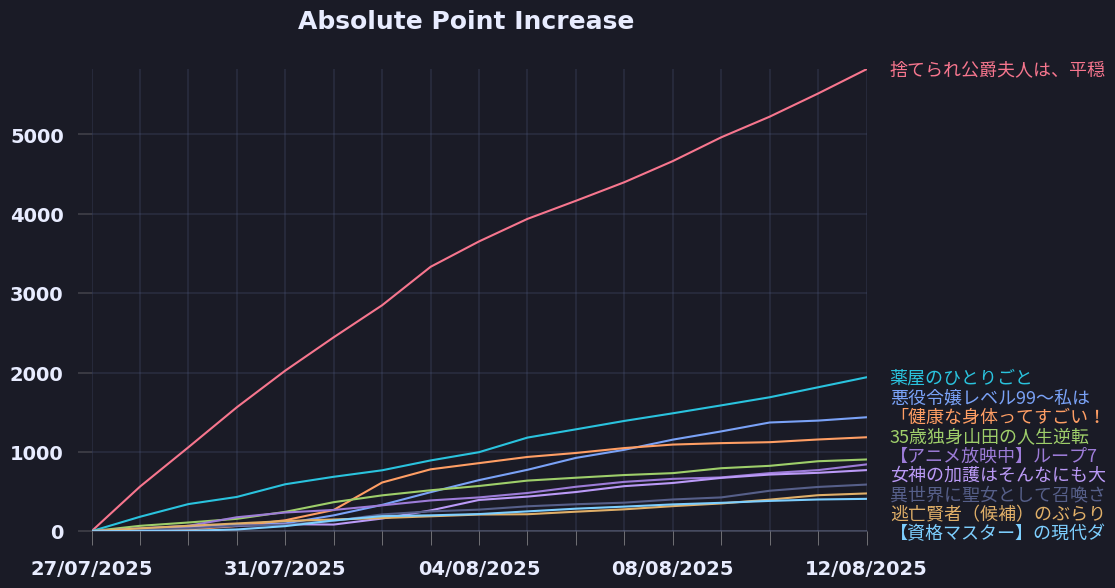 Absolute Point Increase
捨てられ公爵夫人は、平穏
5000
4000
3000
2000
1000
0
薬屋のひとりごと
悪役令嬢レベル99～私は
「健康な身体ってすごい！
35歳独身山田の人生逆転
【アニメ放映中】ループ7
女神の加護はそんなにも大
異世界に聖女として召喚さ
逃亡賢者（候補）のぶらり
【資格マスター】の現代ダ
27/07/2025
31/07/2025
04/08/2025
08/08/2025
12/08/2025